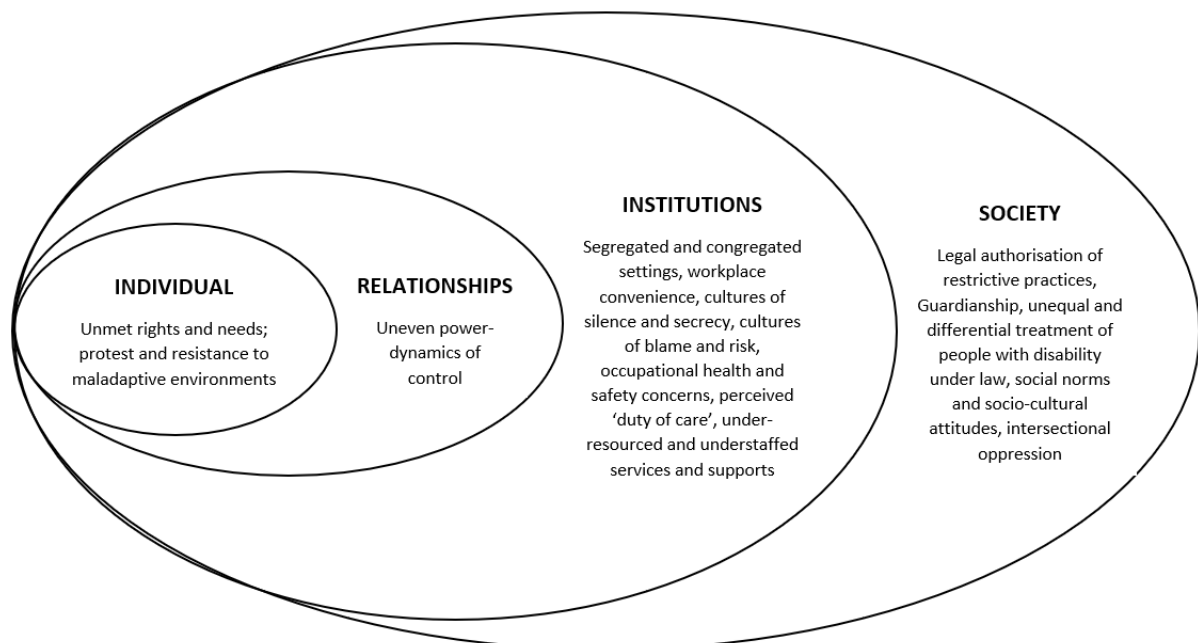 INDIVIDUAL
Unmet rights and needs;
protest and resistance to
maladaptive environments
RELATIONSHIPS
Uneven power-
dynamics of
control
INSTITUTIONS
Segregated and congregated
settings, workplace
convenience, cultures of
silence and secrecy, cultures
of blame and risk,
occupational health and
safety concerns, perceived
‘duty of care’, under-
resourced and understaffed
services and supports
SOCIETY
Legal authorisation of
restrictive practices,
Guardianship, unequal and
differential treatment of
people with disability
under law, social norms
and socio-cultural
attitudes, intersectional
oppression